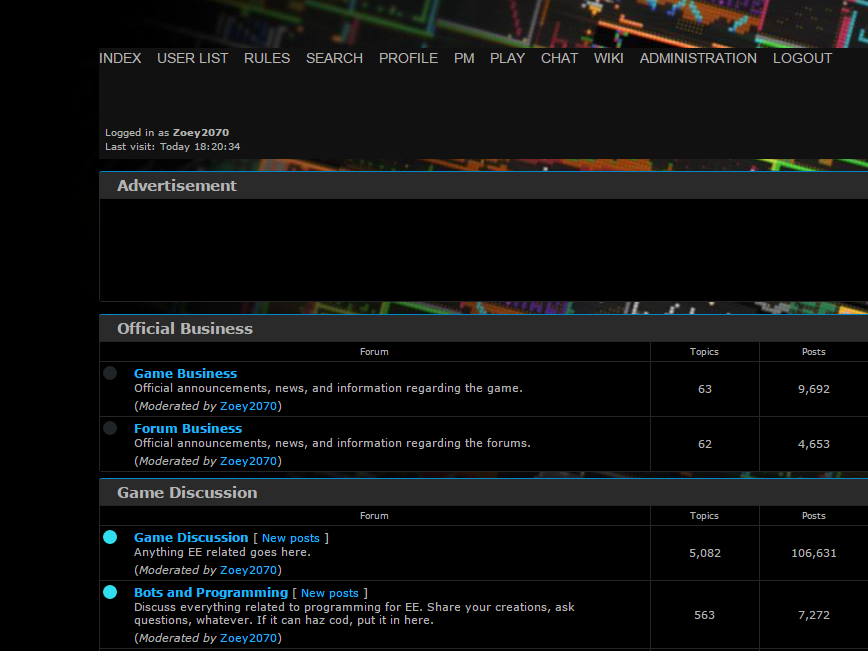 INDEX USER LIST RULES SEARCH PROFILE PM PLAY CHAT WIKI ADMINISTRATION LOGOUT
Logged in as Zoey2070
Last visit: Today 18:20:34
Advertisement
Official Business
Forum Topics Posts
Game Business
Official announcements, news, and information regarding the game. 63 9,692
(Moderated by Zoey2070)
Forum Business
Official announcements, news, and information regarding the forums. 62 4,653
(Moderated by Zoey2070)
Game Discussion
Forum Topics Posts
Game Discussion [ New posts ]
Anything EE related goes here. 5,082 106,631
(Moderated by Zoey2070)
Bots and Programming [ New posts ]
Discuss everything related to programming for EE. Share your creations, ask
questions, whatever. If it can haz cod, put it in here. 563 7,272
(Moderated by Zoey2070)